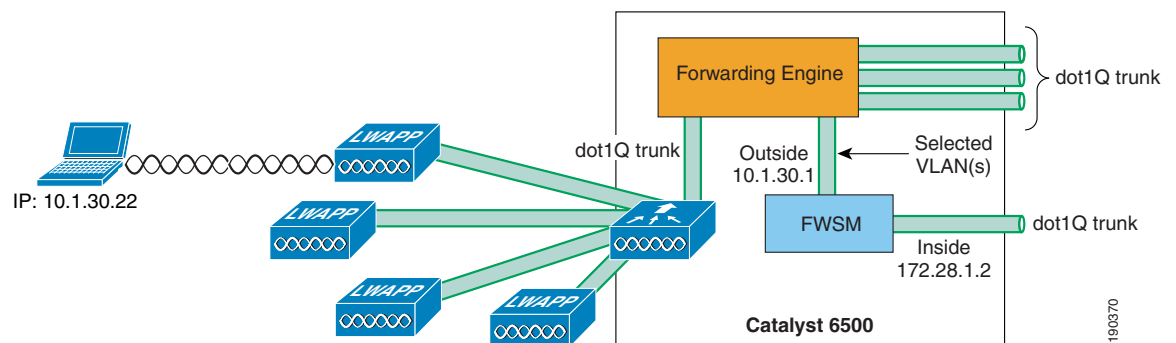 Forwarding Engine
dot1Q trunk
LWAPP
dot1Q trunk
Outside
10.1.30.1
Selected
VLAN(s)
IP: 10.1.30.22
LWAPP
FWSM
dot1Q trunk
Inside
172.28.1.2
LWAPP
LWAPP
Catalyst 6500
190370